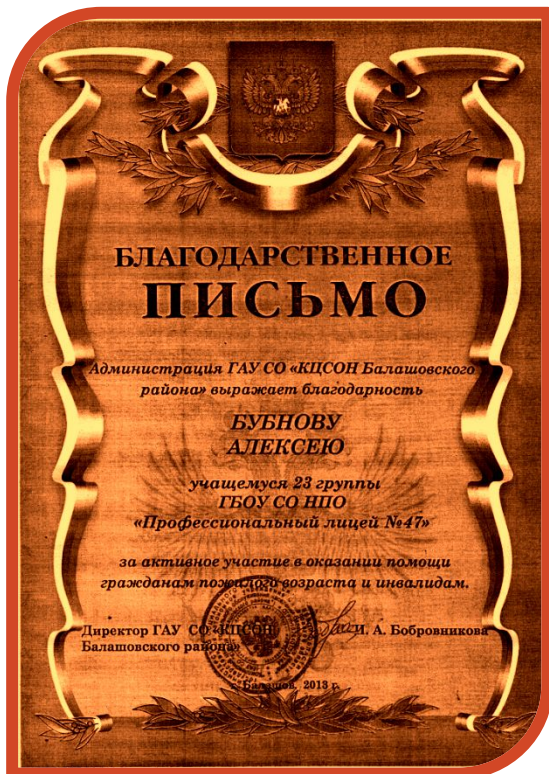 БЛАГОДАРСТВЕННОЕ
ПИСЬМО
Администрация ГАУ СО «КЦСОН Балашовского
района» выражает благодарность
БУБНОВУ
АЛЕКСЕЮ
учащемуся 23 группы
ГБОУ СО НПО
«Профессиональный лицей №47»
за активное участие в оказании помощи
гражданам пожилого возраста и инвалидам.
Директор ГАУ СО «КЦСОН И. А. Бобровникова
Балашовского района»
г. Балашов, 2013 г.